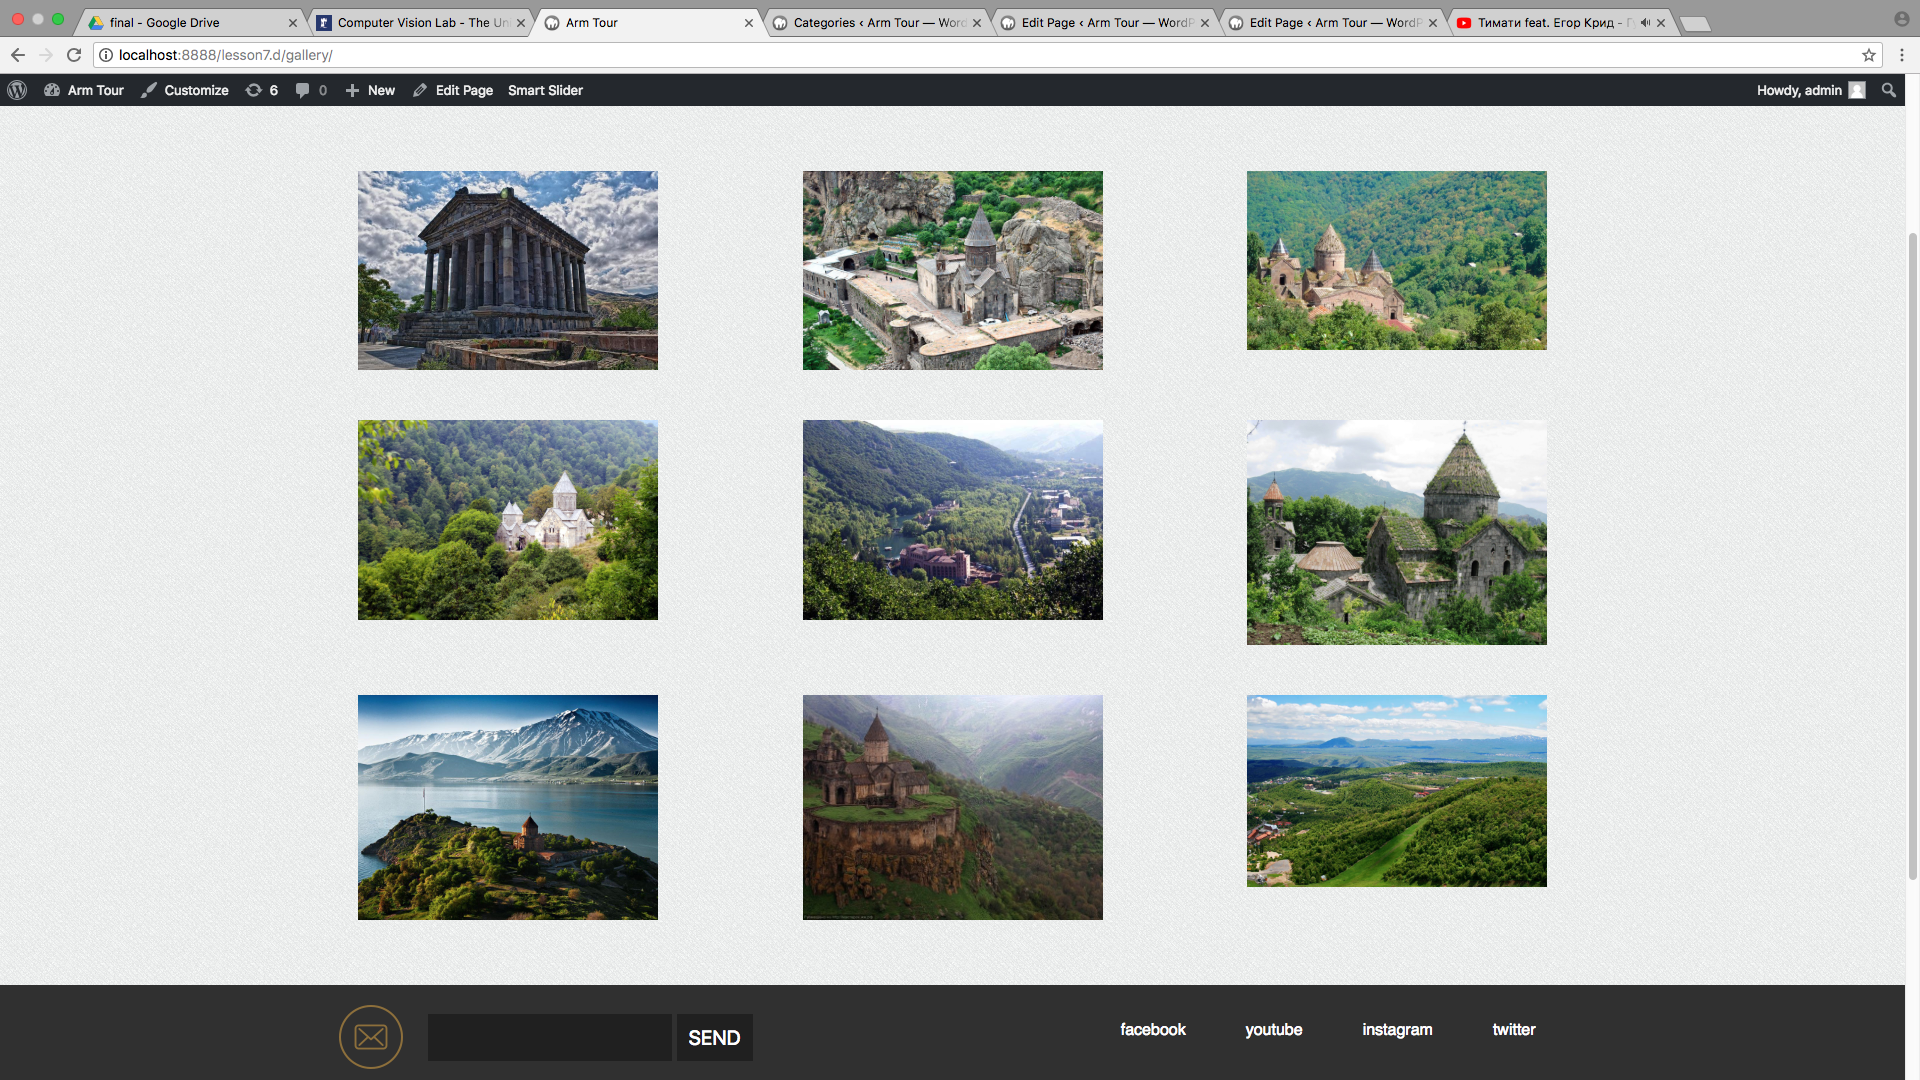 final - Google Drive
Computer Vision Lab - The Un
Arm Tour
Categories ‹ Arm Tour — Word
Edit Page ‹ Arm Tour — WordP
Edit Page ‹ Arm Tour — WordP
Тимати feat. Егор Крид - Г
localhost:8888/lesson7.d/gallery/
Arm Tour
Customize
6
0
New
Edit Page
Smart Slider
Howdy, admin
SEND
facebook
youtube
instagram
twitter